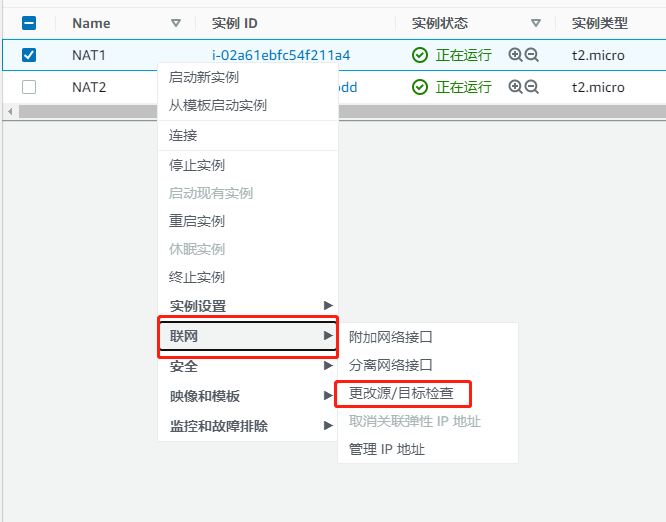 Name 实例 ID 实例状态 实例类型
NAT1 i-02a61ebfc54f211a4 正在运行 t2.micro
NAT2 正在运行 t2.micro
启动新实例
从模板启动实例
连接
停止实例
启动现有实例
重启实例
休眠实例
终止实例
实例设置
联网
安全
映像和模板
监控和故障排除
附加网络接口
分离网络接口
更改源/目标检查
取消关联弹性 IP 地址
管理 IP 地址